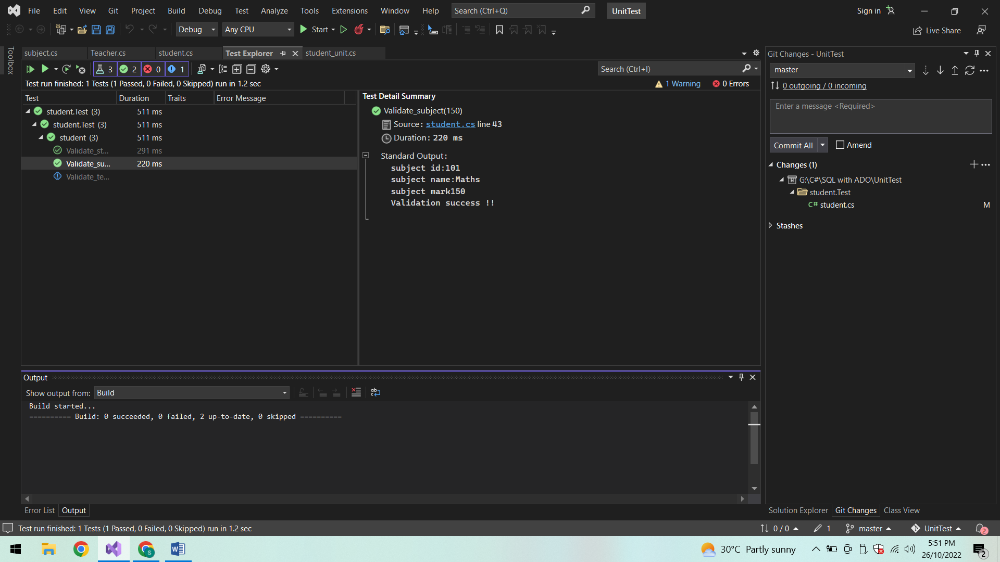 File Edit View Git Project Build Debug Test Analyze Tools Extensions Window Help Search (Ctrl+Q) UnitTest Sign in
Debug Any CPU Start Live Share
Toolbox
subject.cs Teacher.cs student.cs Test Explorer student_unit.cs
3 2 0 1 Search (Ctrl+I)
Test run finished: 1 Tests (1 Passed, 0 Failed, 0 Skipped) run in 1.2 sec 1 Warning 0 Errors
Test Duration Traits Error Message
student.Test (3) 511 ms
student.Test (3) 511 ms
student (3) 511 ms
Validate_st... 291 ms
Validate_su... 220 ms
Validate_te...
Test Detail Summary
Validate_subject(150)
Source: student.cs line 43
Duration: 220 ms
Standard Output:
subject id:101
subject name:Maths
subject mark150
Validation success !!
Git Changes - UnitTest
master
0 outgoing / 0 incoming
Enter a message <Required>
Commit All Amend
Changes (1)
G:\C#\SQL with ADO\UnitTest
student.Test
C# student.cs M
Stashes
Output
Show output from: Build
Build started...
========== Build: 0 succeeded, 0 failed, 2 up-to-date, 0 skipped ==========
Error List Output
Solution Explorer Git Changes Class View
Test run finished: 1 Tests (1 Passed, 0 Failed, 0 Skipped) run in 1.2 sec 0 / 0 1 master UnitTest 2
S W 30°C Partly sunny 5:51 PM
26/10/2022 2